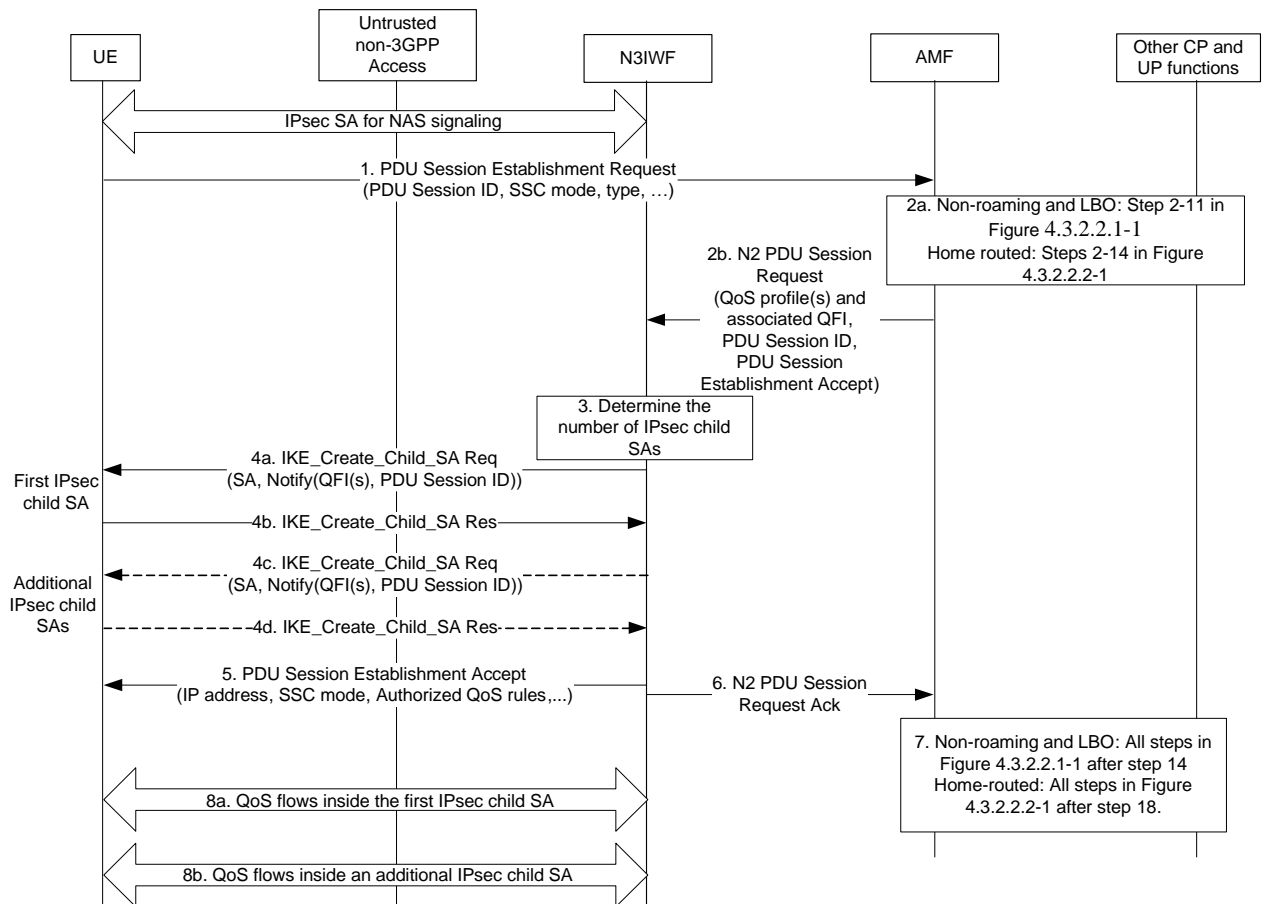 UE
Untrusted
non-3GPP
Access
N3IWF
AMF
Other CP and
UP functions
IPsec SA for NAS signaling
1. PDU Session Establishment Request
(PDU Session ID, SSC mode, type, …)
2a. Non-roaming and LBO: Step 2-11 in
Figure 4.3.2.2.1-1
Home routed: Steps 2-14 in Figure
4.3.2.2.2-1
2b. N2 PDU Session
Request
(QoS profile(s) and
associated QFI,
PDU Session ID,
PDU Session
Establishment Accept)
3. Determine the
number of IPsec child
SAs
4a. IKE_Create_Child_SA Req
(SA, Notify(QFI(s), PDU Session ID))
First IPsec
child SA
4b. IKE_Create_Child_SA Res
4c. IKE_Create_Child_SA Req
(SA, Notify(QFI(s), PDU Session ID))
Additional
IPsec child
SAs
4d. IKE_Create_Child_SA Res
5. PDU Session Establishment Accept
(IP address, SSC mode, Authorized QoS rules,...)
6. N2 PDU Session
Request Ack
7. Non-roaming and LBO: All steps in
Figure 4.3.2.2.1-1 after step 14
Home-routed: All steps in Figure
4.3.2.2.2-1 after step 18.
8a. QoS flows inside the first IPsec child SA
8b. QoS flows inside an additional IPsec child SA